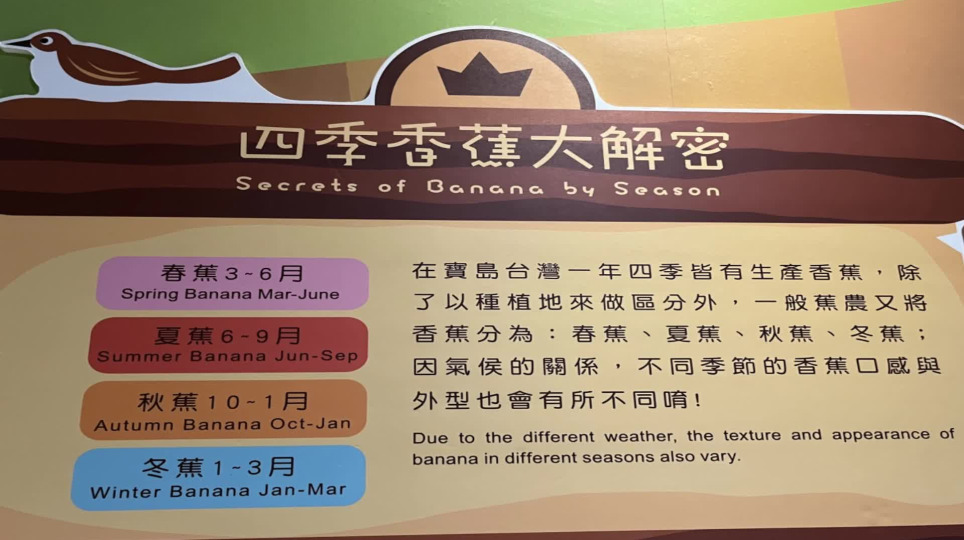 四季香蕉大解密
Secrets of Banana by Season
春蕉3~6月
Spring Banana Mar-June
夏蕉6~9月
Summer Banana Jun-Sep
秋蕉10~1月
Autumn Banana Oct-Jan
冬蕉1~3月
Winter Banana Jan-Mar
在寶島台灣一年四季皆有生產香蕉，除
了以種植地來做區分外，一般蕉農又將
香蕉分為：春蕉、夏蕉、秋蕉、冬蕉；
因氣侯的關係，不同季節的香蕉口感與
外型也會有所不同唷!
Due to the different weather, the texture and appearance of
banana in different seasons also vary.